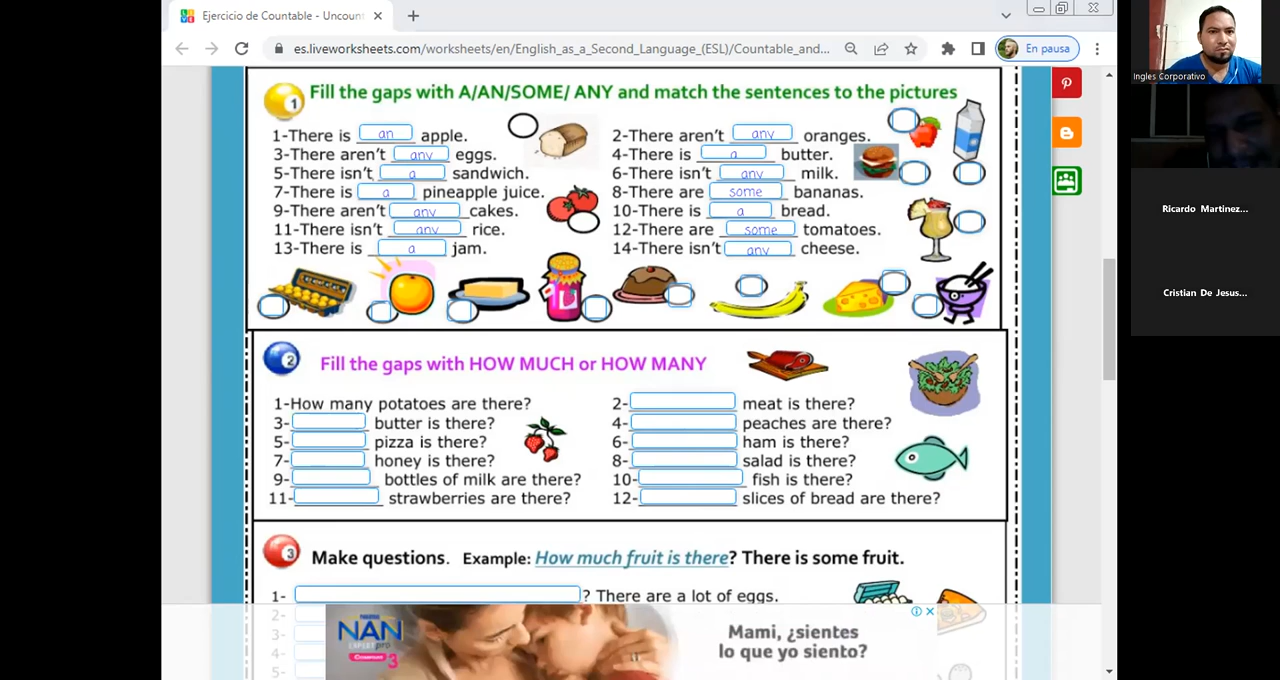 Ejercicio de Countable - Uncount
es.liveworksheets.com/worksheets/en/English_as_a_Second_Language_(ESL)/Countable_and...
En pausa
Ingles Corporativo
Ricardo Martinez...
Cristian De Jesus...
1
Fill the gaps with A/AN/SOME/ ANY and match the sentences to the pictures
1-There is an apple.
2-There aren't any oranges.
3-There aren't any eggs.
4-There is a butter.
5-There isn't a sandwich.
6-There isn't any milk.
7-There is a pineapple juice.
8-There are some bananas.
9-There aren't any cakes.
10-There is a bread.
11-There isn't any rice.
12-There are some tomatoes.
13-There is a jam.
14-There isn't any cheese.
2
Fill the gaps with HOW MUCH or HOW MANY
1-How many potatoes are there?
2- meat is there?
3- butter is there?
4- peaches are there?
5- pizza is there?
6- ham is there?
7- honey is there?
8- salad is there?
9- bottles of milk are there?
10- fish is there?
11- strawberries are there?
12- slices of bread are there?
3
Make questions. Example: How much fruit is there? There is some fruit.
1- ? There are a lot of eggs.
2-
3-
4-
5-
NAN
3
Mami, ¿sientes
lo que yo siento?